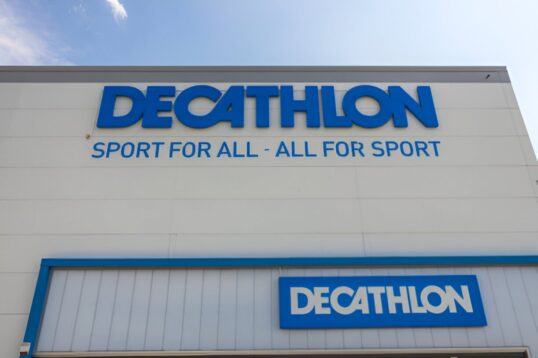 DECATHLON
SPORT FOR ALL - ALL FOR SPORT
DECATHLON